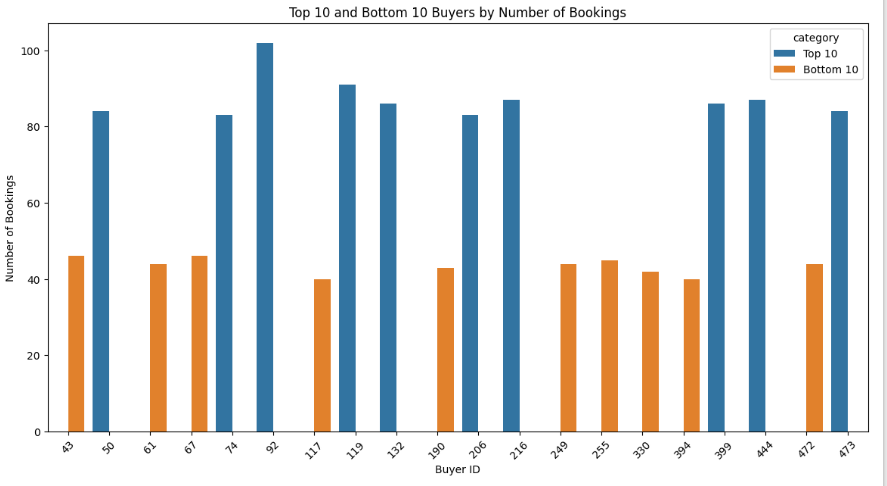 Top 10 and Bottom 10 Buyers by Number of Bookings
category
Top 10
Bottom 10
Number of Bookings
100
80
60
40
20
0
43 50 61 67 74 92 117 119 132 190 206 216 249 255 330 394 399 444 472 473
Buyer ID